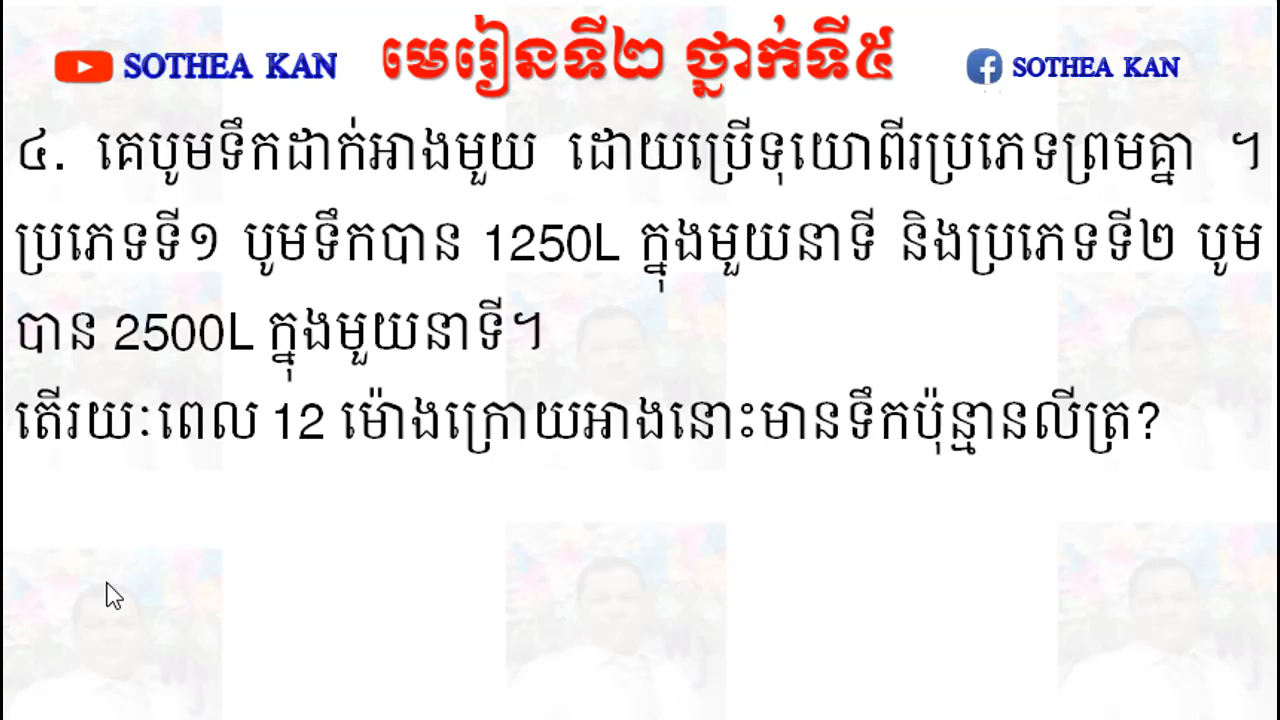 SOTHEA KAN មេរៀនទី២ ថ្នាក់ទី៥ SOTHEA KAN
៤. គេបូមទឹកដាក់អាងមួយ ដោយប្រើទុយោពីរប្រភេទព្រមគ្នា ។
ប្រភេទទី១ បូមទឹកបាន 1250L ក្នុងមួយនាទី និងប្រភេទទី២ បូម
បាន 2500L ក្នុងមួយនាទី។
តើរយៈពេល 12 ម៉ោងក្រោយអាងនោះមានទឹកប៉ុន្មានលីត្រ?